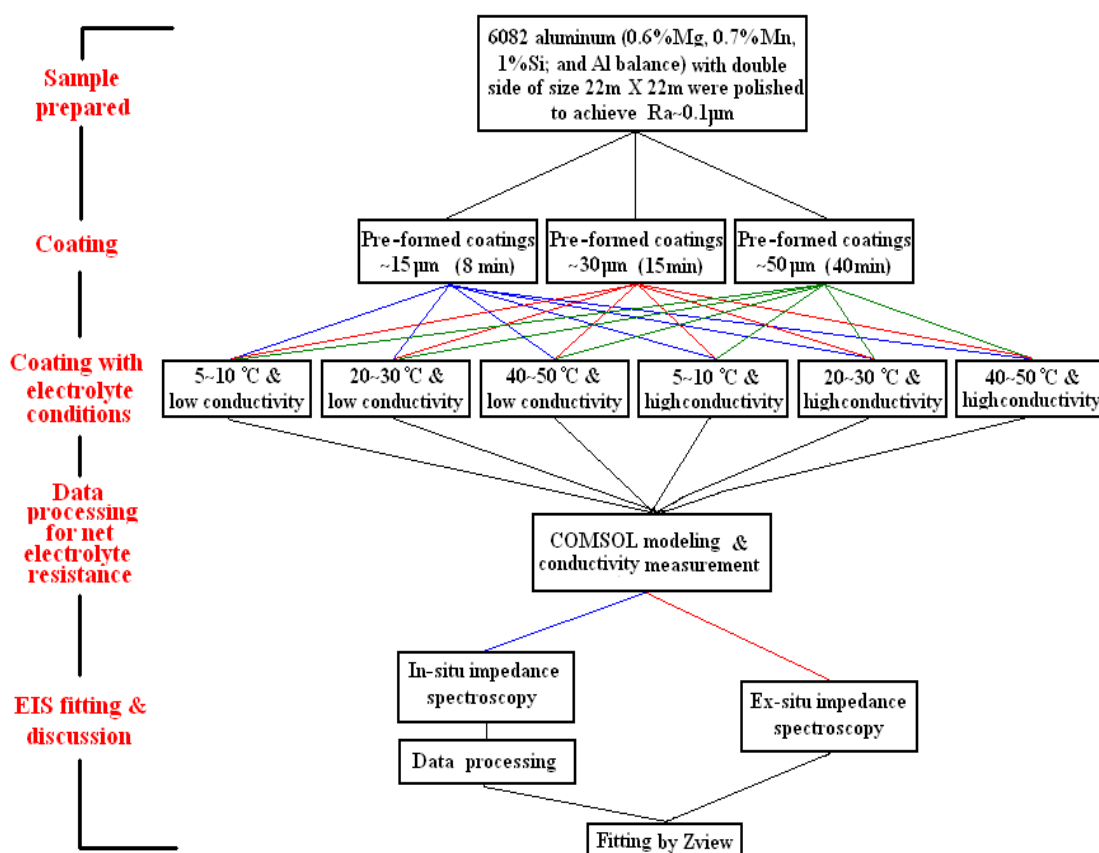 Sample
prepared
6082 aluminum (0.6%Mg, 0.7%Mn,
1%Si; and Al balance) with double
side of size 22m X 22m were polished
to achieve Ra~0.1µm
Coating
Pre-formed coatings
~15µm (8 min)
Pre-formed coatings
~30µm (15min)
Pre-formed coatings
~50µm (40min)
Coating with
electrolyte
conditions
5~10 °C &
low conductivity
20~30 °C &
low conductivity
40~50 °C &
low conductivity
5~10 °C &
highconductivity
20~30 °C &
highconductivity
40~50 °C &
highconductivity
Data
processing
for net
electrolyte
resistance
COMSOL modeling &
conductivity measurement
EIS fitting &
discussion
In-situ impedance
spectroscopy
Ex-situ impedance
spectroscopy
Data processing
Fitting by Zview